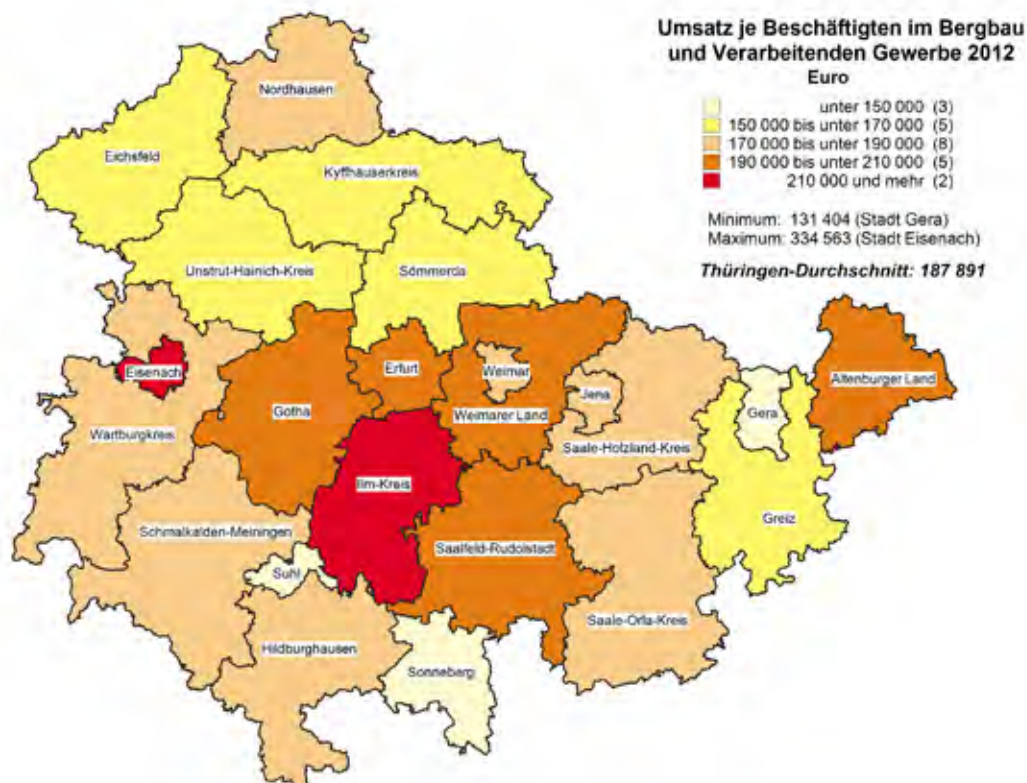 Umsatz je Beschäftigten im Bergbau
und Verarbeitenden Gewerbe 2012
Euro
unter 150 000 (3)
150 000 bis unter 170 000 (5)
170 000 bis unter 190 000 (8)
190 000 bis unter 210 000 (5)
210 000 und mehr (2)
Minimum: 131 404 (Stadt Gera)
Maximum: 334 563 (Stadt Eisenach)
Thüringen-Durchschnitt: 187 891
Nordhausen
Eichsfeld
Kyffhäuserkreis
Unstrut-Hainich-Kreis
Sömmerda
Eisenach
Erfurt
Weimar
Altenburger Land
Jena
Gera
Gotha
Weimarer Land
Wartburgkreis
Saale-Holzland-Kreis
Ilm-Kreis
Greiz
Schmalkalden-Meiningen
Saalfeld-Rudolstadt
Suhl
Saale-Orla-Kreis
Hildburghausen
Sonneberg